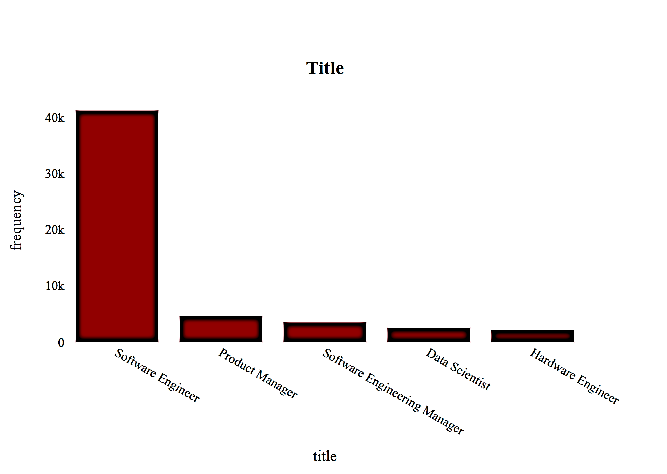 Title
frequency
40k
30k
20k
10k
0
Software Engineer
Product Manager
Software Engineering Manager
Data Scientist
Hardware Engineer
title